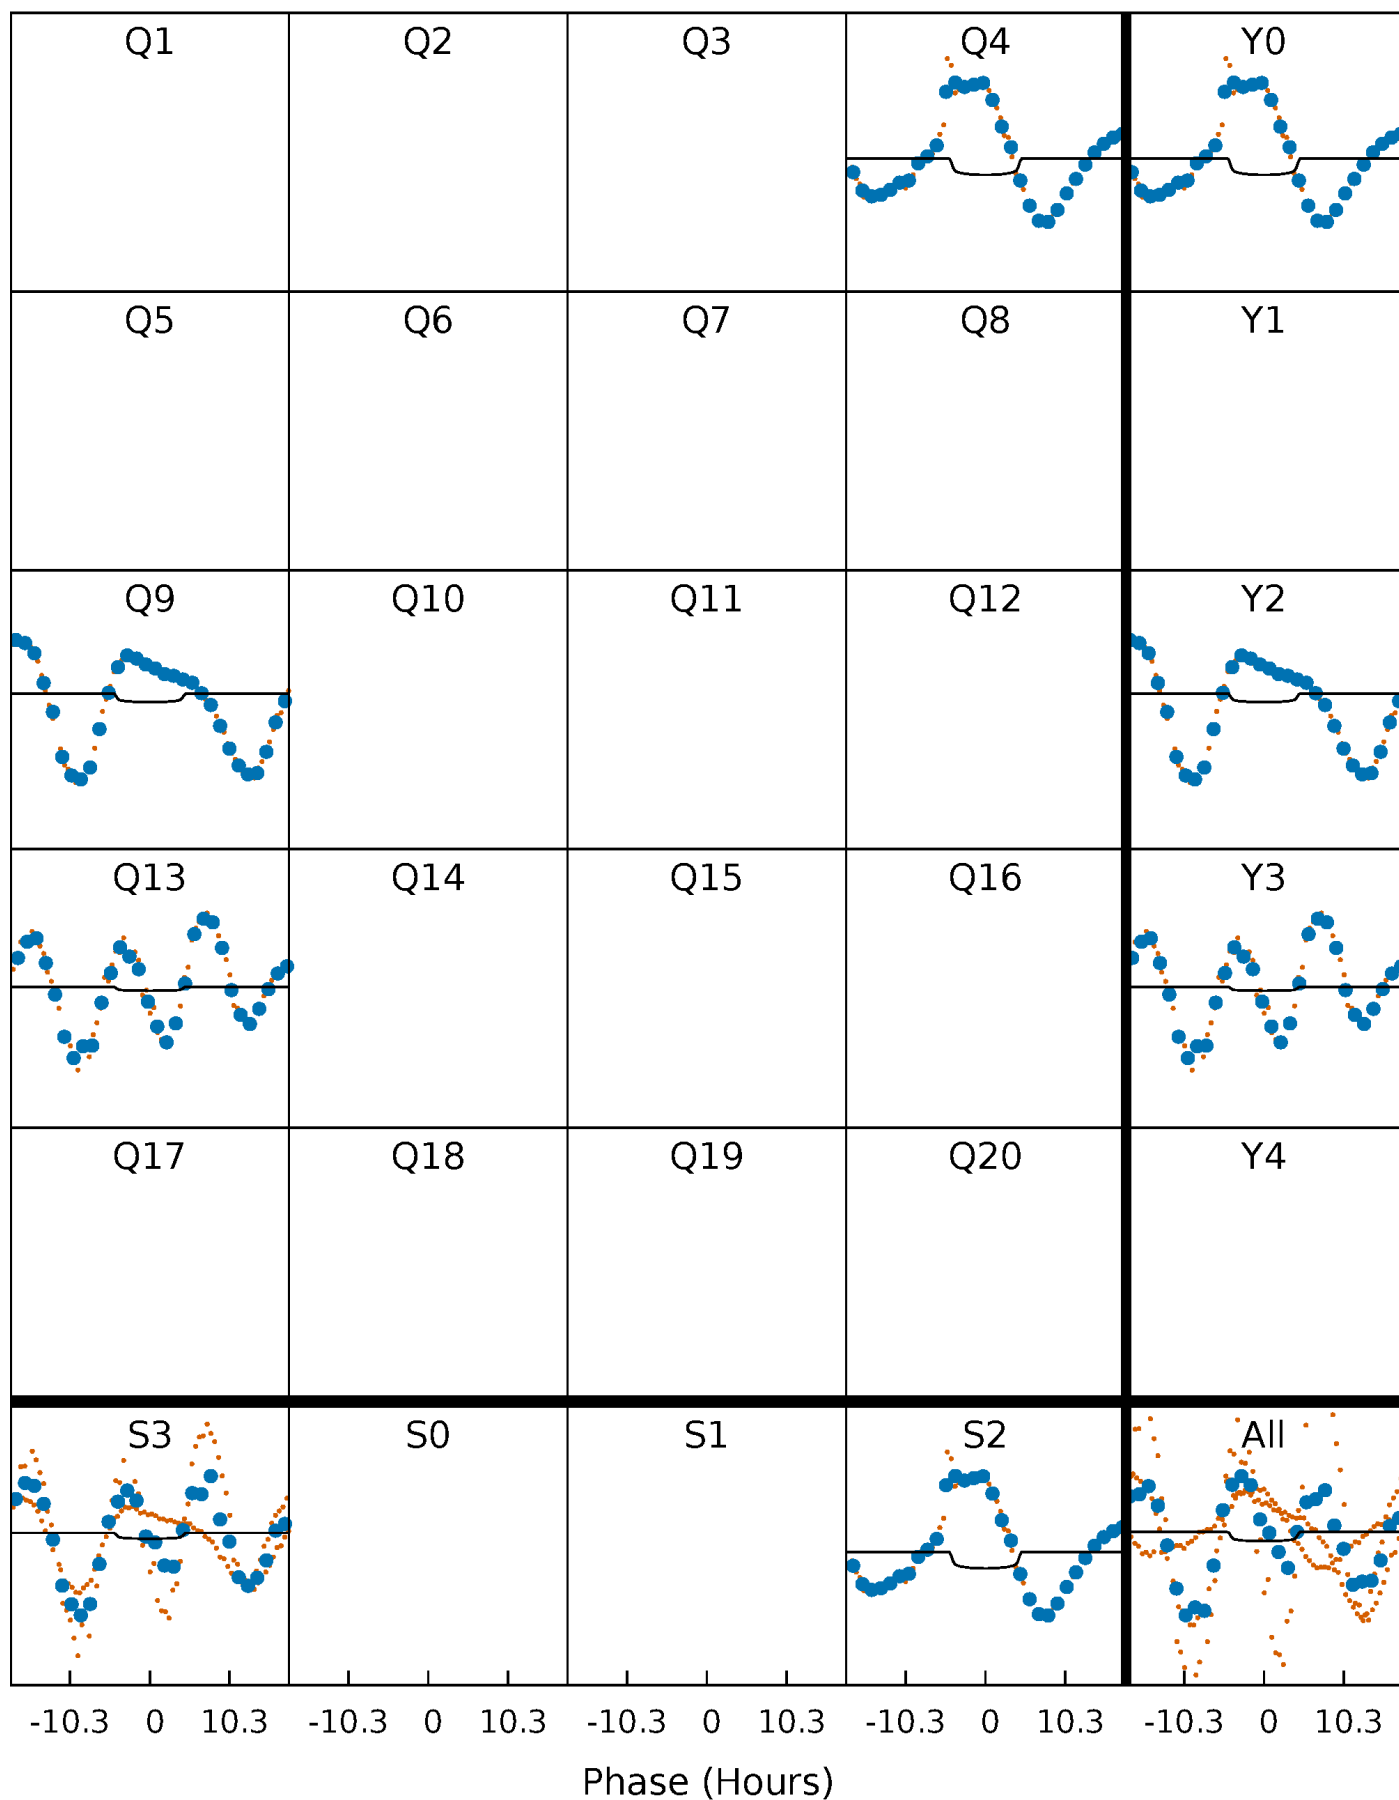 Q1 Q2 Q3 Q4 Y0
Q5 Q6 Q7 Q8 Y1
Q9 Q10 Q11 Q12 Y2
Q13 Q14 Q15 Q16 Y3
Q17 Q18 Q19 Q20 Y4
S3 S0 S1 S2 All
-10.3 0 10.3 -10.3 0 10.3 -10.3 0 10.3 -10.3 0 10.3 -10.3 0 10.3
Phase (Hours)